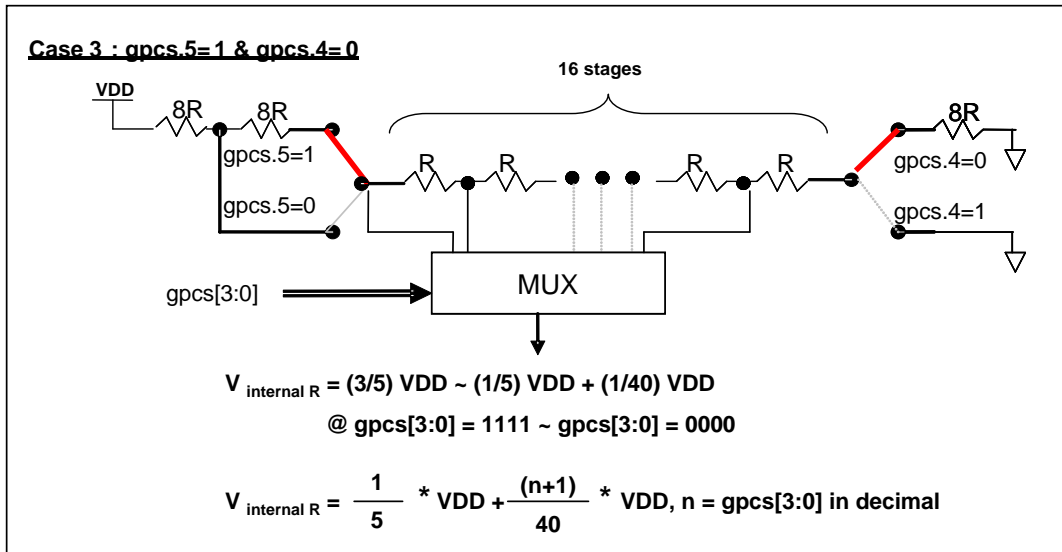 Case 3 : gpcs.5=1 & gpcs.4=0
16 stages
VDD
8R 8R 8R
gpcs.5=1 gpcs.4=0
R R R R
gpcs.5=0 gpcs.4=1
MUX
gpcs[3:0]
V internal R = (3/5) VDD ~ (1/5) VDD + (1/40) VDD
@ gpcs[3:0] = 1111 ~ gpcs[3:0] = 0000
V internal R = 1/5 * VDD + (n+1)/40 * VDD, n = gpcs[3:0] in decimal